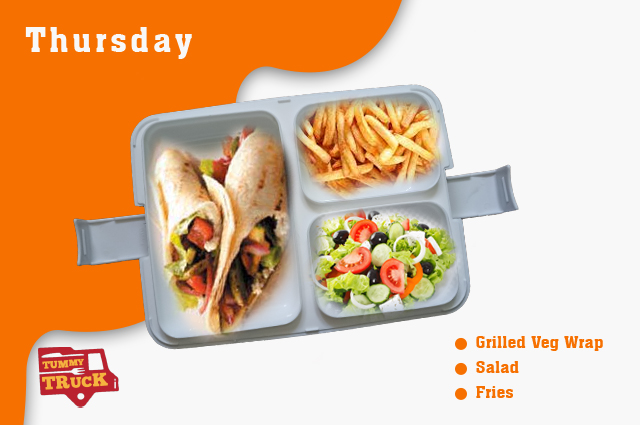 Thursday
Grilled Veg Wrap
Salad
Fries
TUMMY
TRUCK